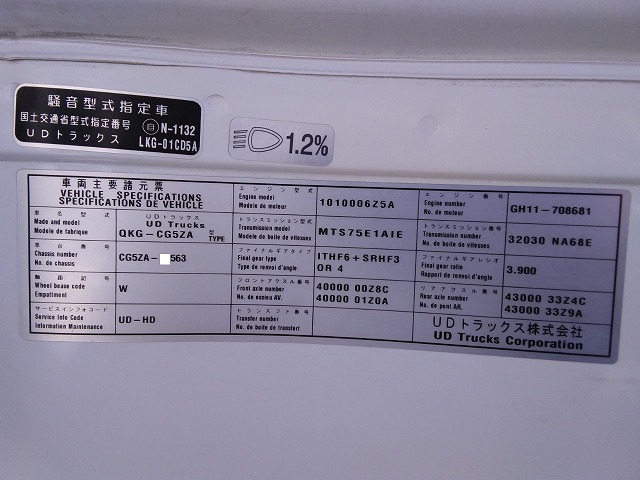 騒音型式指定車
国土交通省型式指定番号 自 N-1132
UDトラックス LKG-01CD5A
1.2%
車両主要諸元票
VEHICLE SPECIFICATIONS
SPECIFICATIONS DE VEHICLE
エンジン型式
Engine model
Modele de moteur
1010006Z5A
エンジン番号
Engine number
No. de moteur
GH11-708681
車名型式
Made and model
Modele de fabrique
UDトラックス
UD Trucks
QKG-CG5ZA 型 TYPE
トランスミッション型式
Transmission model
Modele de boite de vitesses
MTS75E1AIE
トランスミッション番号
Transmission number
No. de boite de vitesses
32030 NA68E
車台番号
Chassis number
No. de chassis
CG5ZA- 563
ファイナルギアタイプ
Final gear type
Type de renvoi d'angle
ITHF6+SRHF3
OR 4
ファイナルギアレシオ
Final gear ratio
Rapport de renvoi d'angle
3.900
軸距記号
Wheel base code
Empattment
W
フロントアクスル番号
Front axle number
No. de essieu AV.
40000 00Z8C
40000 01Z0A
リアアクスル番号
Rear axle number
No. de pont AR.
43000 33Z4C
43000 33Z9A
サービスインフォコード
Service Info Code
Information Maintenance
UD-HD
トランスファ番号
Transfer number
No. de boite de transfert
UDトラックス株式会社
UD Trucks Corporation